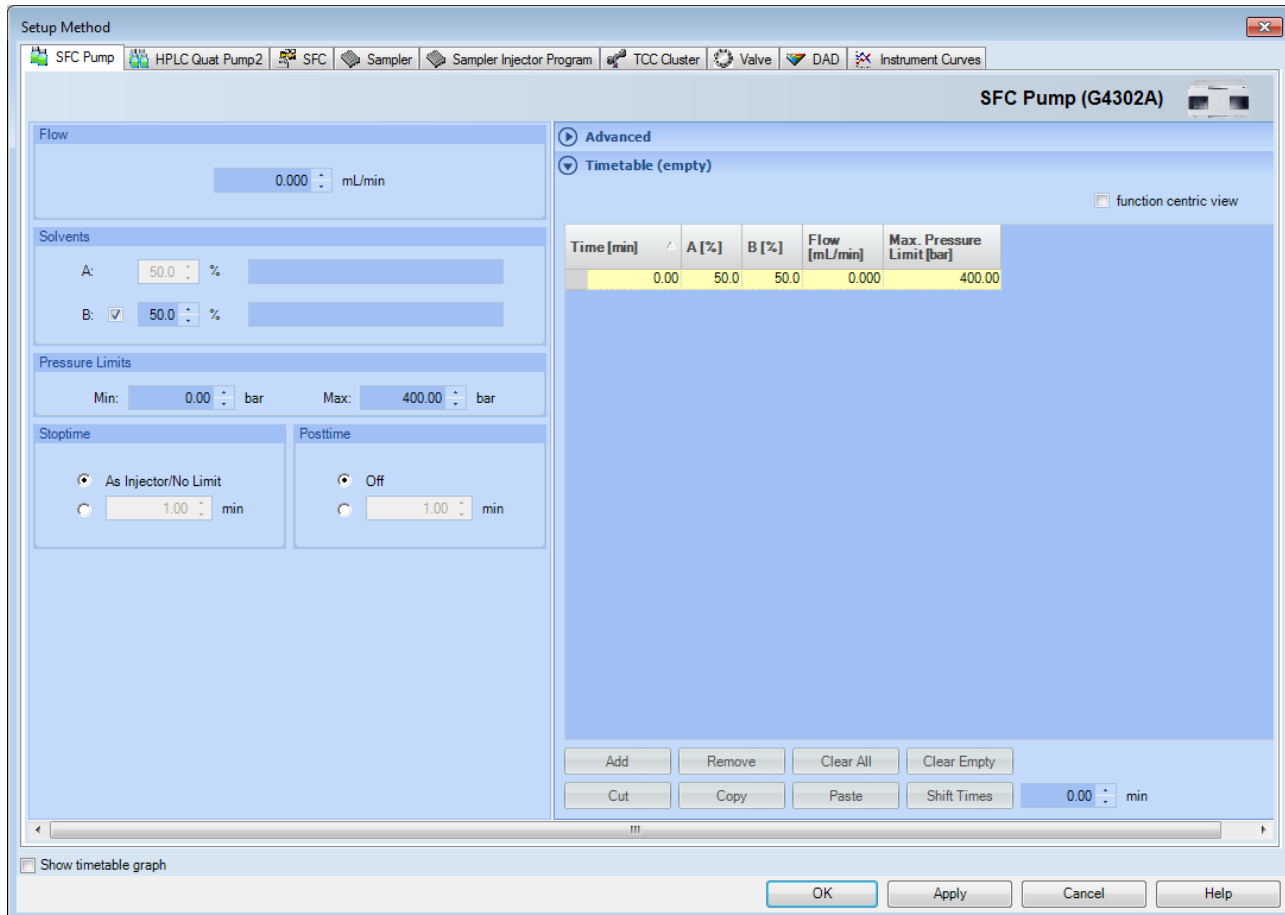 Setup Method
SFC Pump HPLC Quat Pump2 SFC Sampler Sampler Injector Program TCC Cluster Valve DAD Instrument Curves
SFC Pump (G4302A)
Flow
0.000 mL/min
Solvents
A: 50.0 %
B: 50.0 %
Pressure Limits
Min: 0.00 bar Max: 400.00 bar
Stoptime
As Injector/No Limit
1.00 min
Posttime
Off
1.00 min
Advanced
Timetable (empty)
function centric view
Time [min] A [%] B [%] Flow [mL/min] Max. Pressure Limit [bar]
0.00 50.0 50.0 0.000 400.00
Add Remove Clear All Clear Empty
Cut Copy Paste Shift Times 0.00 min
Show timetable graph
OK Apply Cancel Help